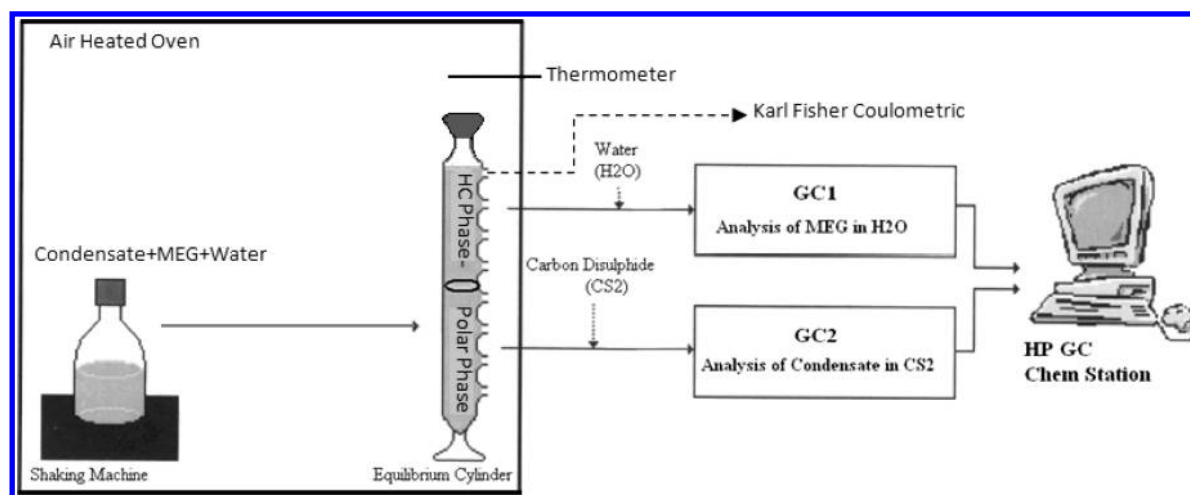 Air Heated Oven
Thermometer
Karl Fisher Coulometric
Water
(H2O)
HC Phase-
Polar Phase
GC1
Analysis of MEG in H2O
Condensate+MEG+Water
Carbon Disulphide
(CS2)
GC2
Analysis of Condensate in CS2
HP GC
Chem Station
Shaking Machine
Equilibrium Cylinder